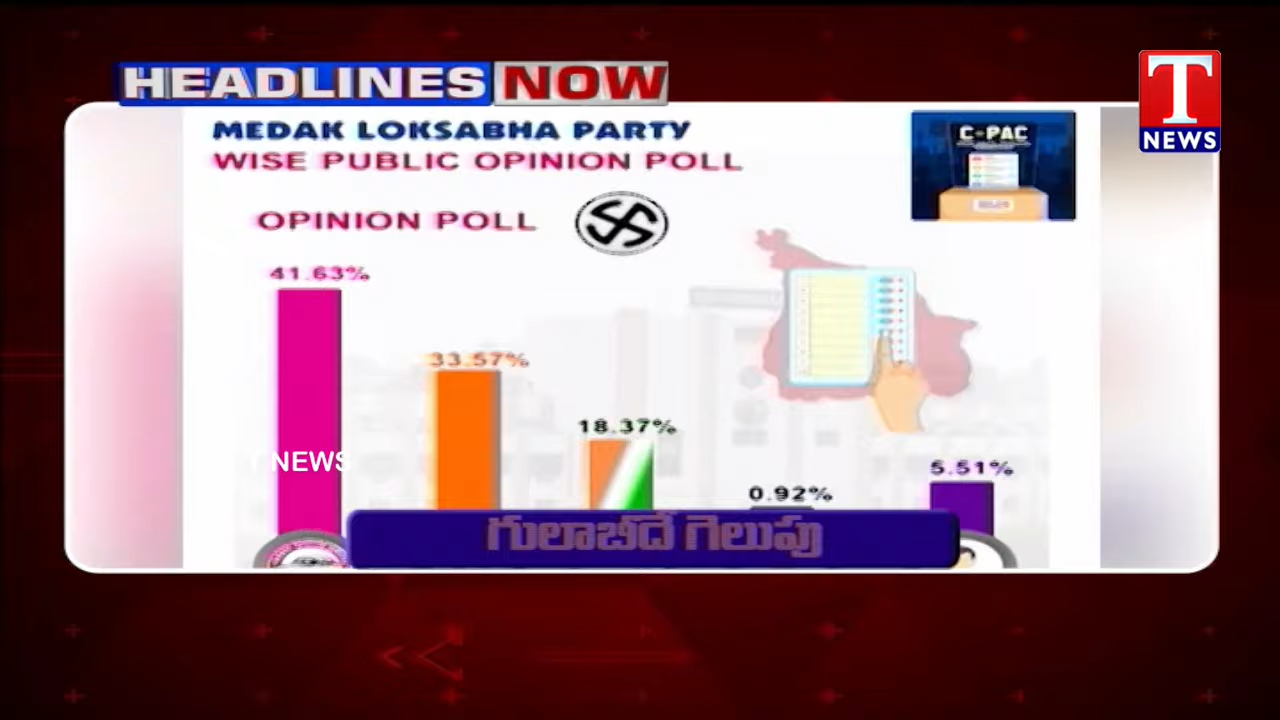 HEADLINES NOW
T
NEWS
MEDAK LOKSABHA PARTY
WISE PUBLIC OPINION POLL
C-PAC
OPINION POLL
41.63%
33.57%
18.37%
NEWS
5.51%
0.92%
గులాబీదే గెలుపు